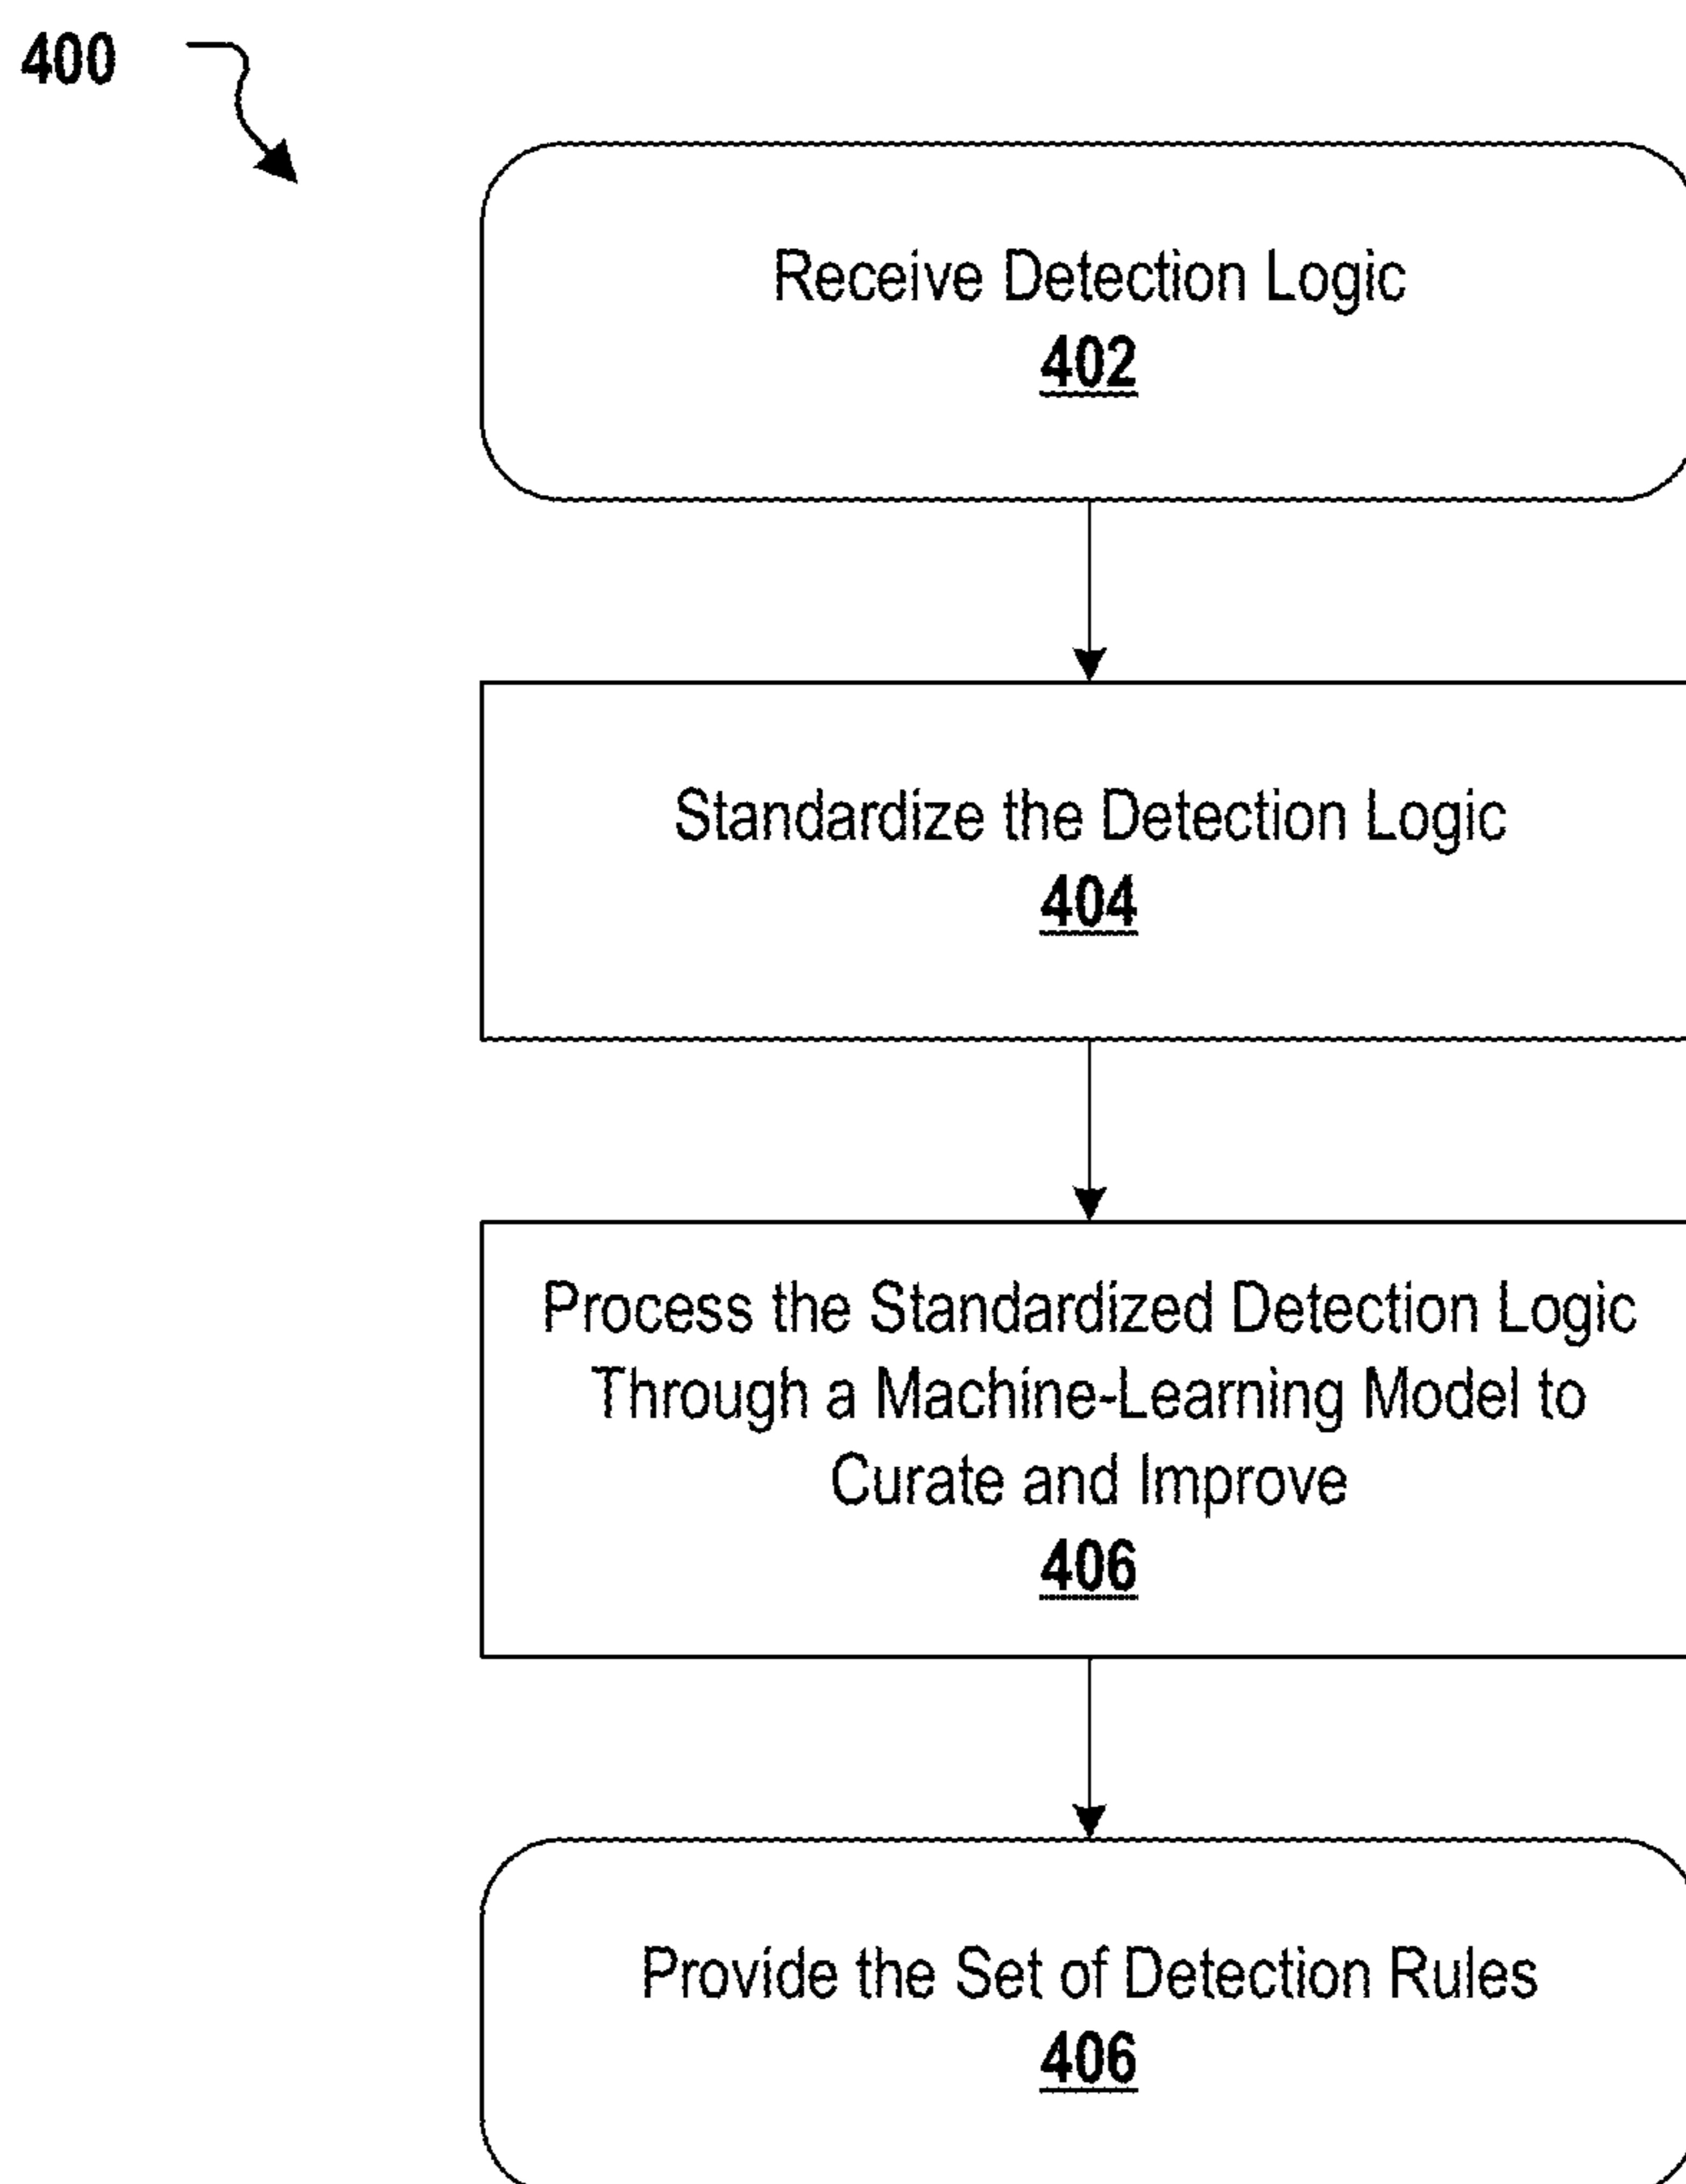 400
Receive Detection Logic
402
Standardize the Detection Logic
404
Process the Standardized Detection Logic
Through a Machine-Learning Model to
Curate and Improve
406
Provide the Set of Detection Rules
406